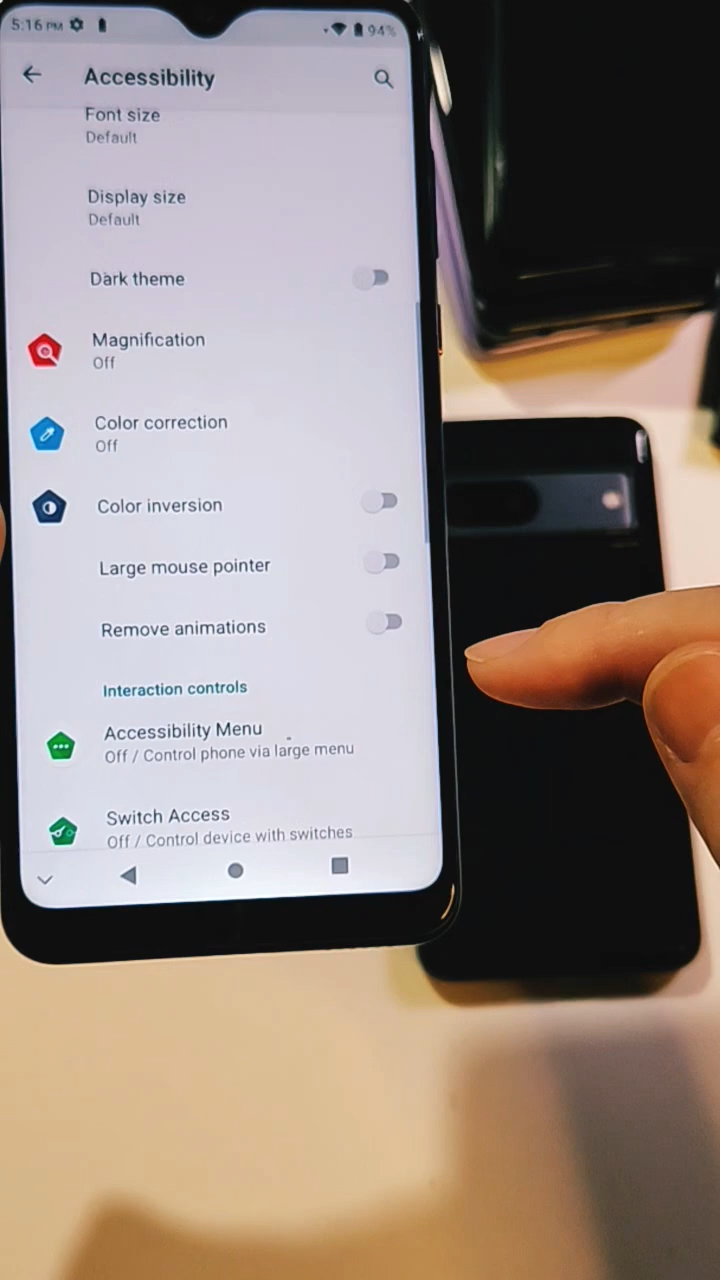 5:16 PM
94%
Accessibility
Font size
Default
Display size
Default
Dark theme
Magnification
Off
Color correction
Off
Color inversion
Large mouse pointer
Remove animations
Interaction controls
Accessibility Menu
Off / Control phone via large menu
Switch Access
Off / Control device with switches